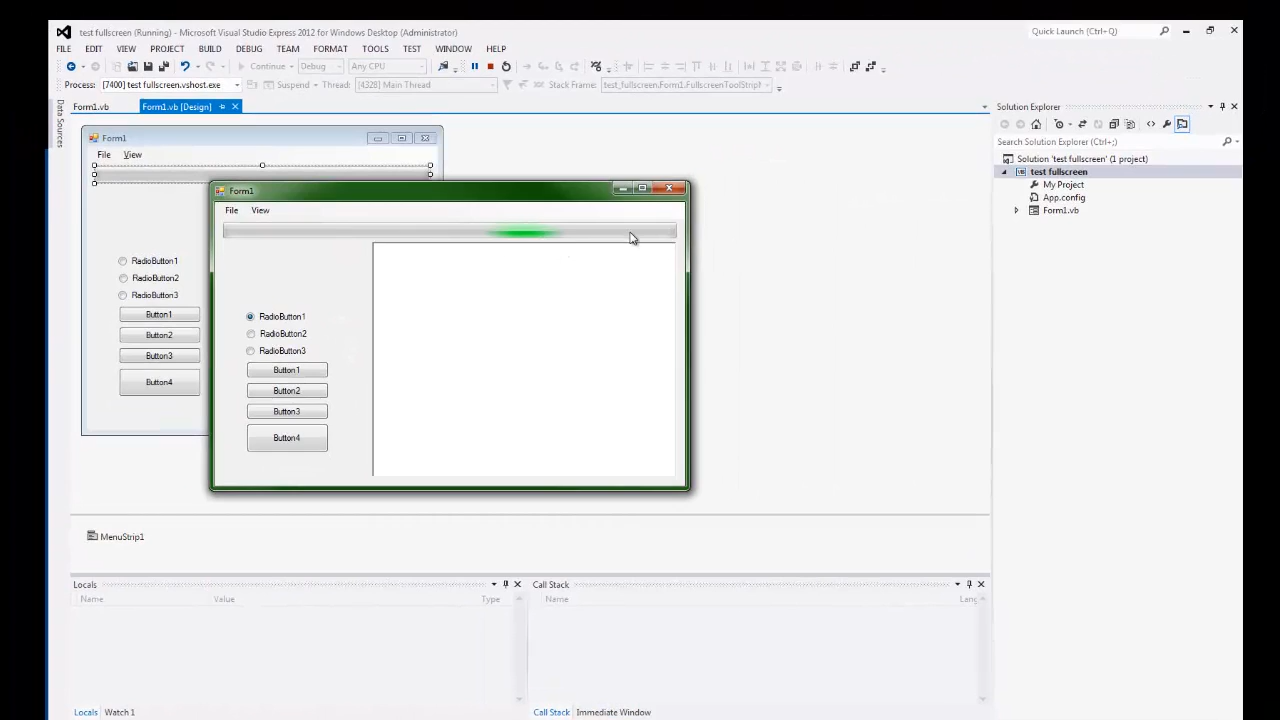 test fullscreen (Running) - Microsoft Visual Studio Express 2012 for Windows Desktop (Administrator)
Quick Launch (Ctrl+Q)
FILE EDIT VIEW PROJECT BUILD DEBUG TEAM FORMAT TOOLS TEST WINDOW HELP
Continue Debug Any CPU
Process: [7400] test fullscreen.vshost.exe Suspend Thread: [4328] Main Thread Stack Frame: test_fullscreen.Form1.FullscreenToolStripM
Data Sources
Form1.vb Form1.vb [Design]
Form1
File View
RadioButton1
RadioButton2
RadioButton3
Button1
Button2
Button3
Button4
Form1
File View
RadioButton1
RadioButton2
RadioButton3
Button1
Button2
Button3
Button4
MenuStrip1
Solution Explorer
Search Solution Explorer (Ctrl+;)
Solution 'test fullscreen' (1 project)
test fullscreen
My Project
App.config
Form1.vb
Locals
Name Value Type
Call Stack
Name Lang
Locals Watch 1
Call Stack Immediate Window